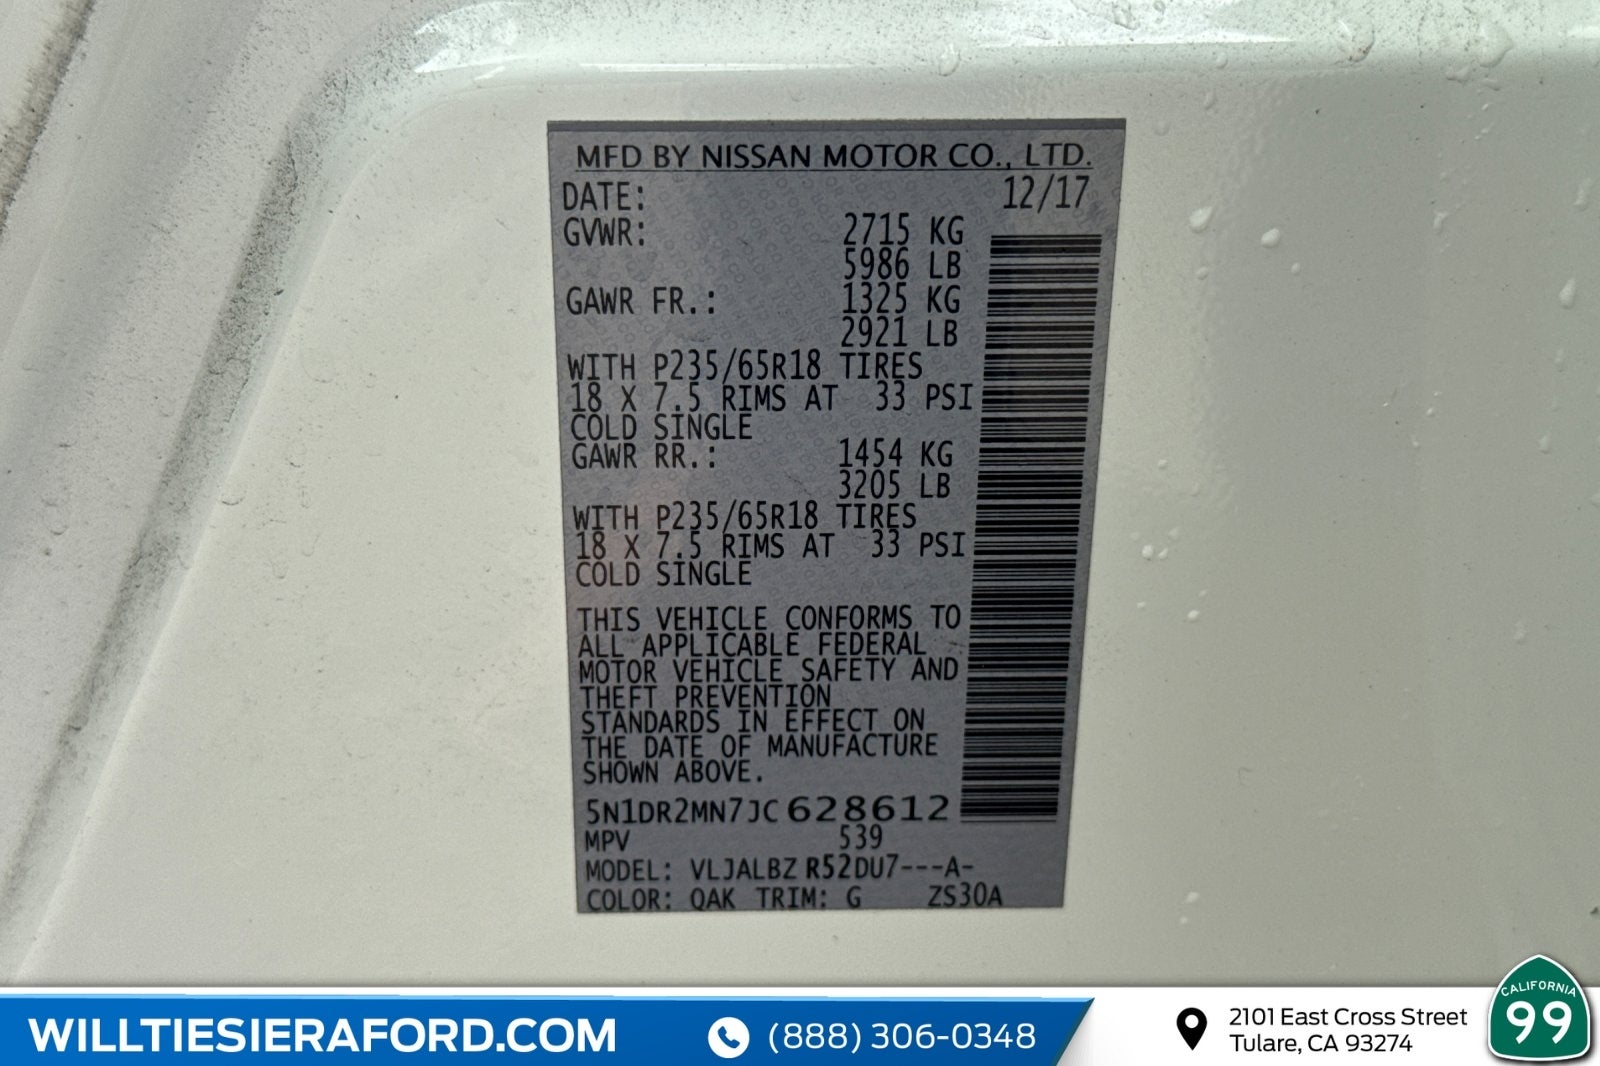 MFD BY NISSAN MOTOR CO., LTD.
DATE: 12/17
GVWR: 2715 KG
5986 LB
GAWR FR.: 1325 KG
2921 LB
WITH P235/65R18 TIRES
18 X 7.5 RIMS AT 33 PSI
COLD SINGLE
GAWR RR.: 1454 KG
3205 LB
WITH P235/65R18 TIRES
18 X 7.5 RIMS AT 33 PSI
COLD SINGLE
THIS VEHICLE CONFORMS TO
ALL APPLICABLE FEDERAL
MOTOR VEHICLE SAFETY AND
THEFT PREVENTION
STANDARDS IN EFFECT ON
THE DATE OF MANUFACTURE
SHOWN ABOVE.
5N1DR2MN7JC628612
MPV 539
MODEL: VLJALBZ R52DU7---A-
COLOR: QAK TRIM: G ZS30A
WILLTIESIERAFORD.COM
(888) 306-0348
2101 East Cross Street
Tulare, CA 93274
CALIFORNIA
99